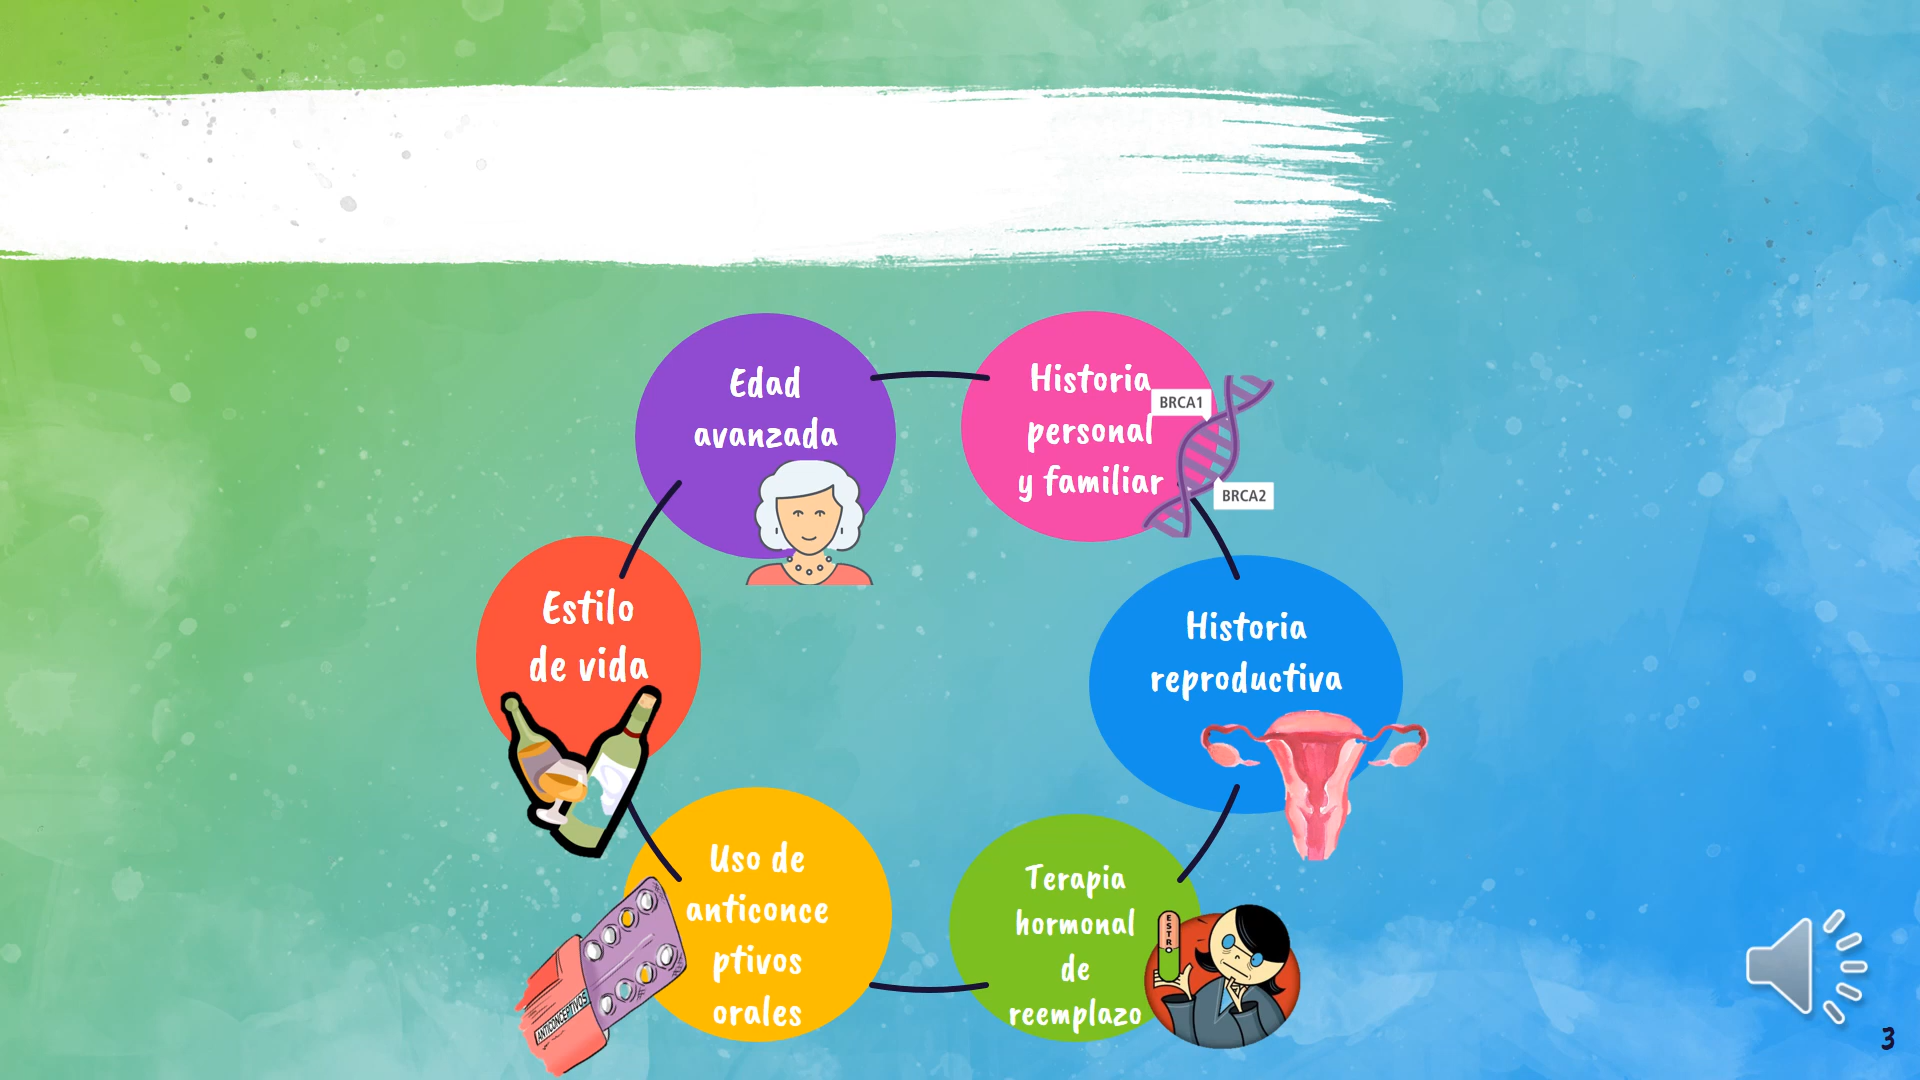 Edad
avanzada
Historia
personal
y familiar
BRCA1
BRCA2
Historia
reproductiva
Terapia
hormonal
de
reemplazo
ESTRO
Uso de
anticonce
ptivos
orales
ANTICONCEPTIVOS
Estilo
de vida
3